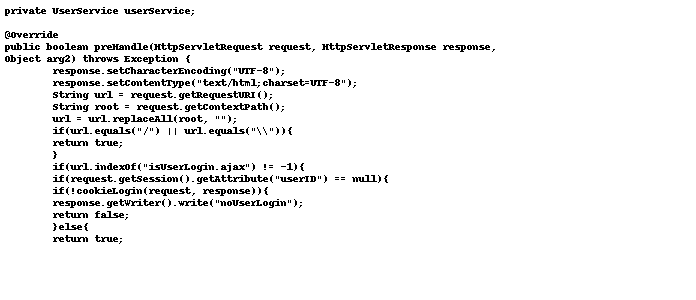 private UserService userService;

@Override
public boolean preHandle(HttpServletRequest request, HttpServletResponse response,
Object arg2) throws Exception {
response.setCharacterEncoding("UTF-8");
response.setContentType("text/html;charset=UTF-8");
String url = request.getRequestURI();
String root = request.getContextPath();
url = url.replaceAll(root, "");
if(url.equals("/") || url.equals("\\")){
return true;
}
if(url.indexOf("isUserLogin.ajax") != -1){
if(request.getSession().getAttribute("userID") == null){
if(!cookieLogin(request, response)){
response.getWriter().write("noUserLogin");
return false;
}else{
return true;